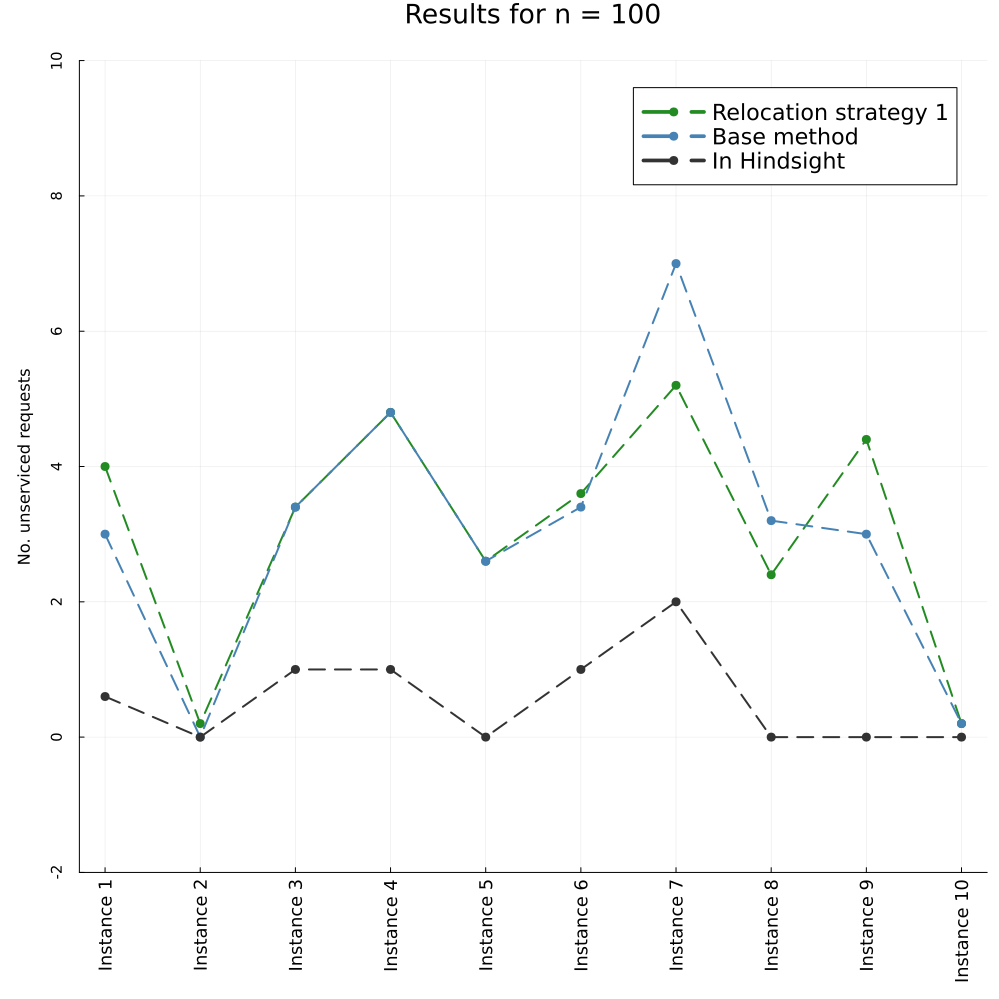 Results for n = 100
10
8
6
4
2
0
-2
No. unserviced requests
Relocation strategy 1
Base method
In Hindsight
Instance 1
Instance 2
Instance 3
Instance 4
Instance 5
Instance 6
Instance 7
Instance 8
Instance 9
Instance 10